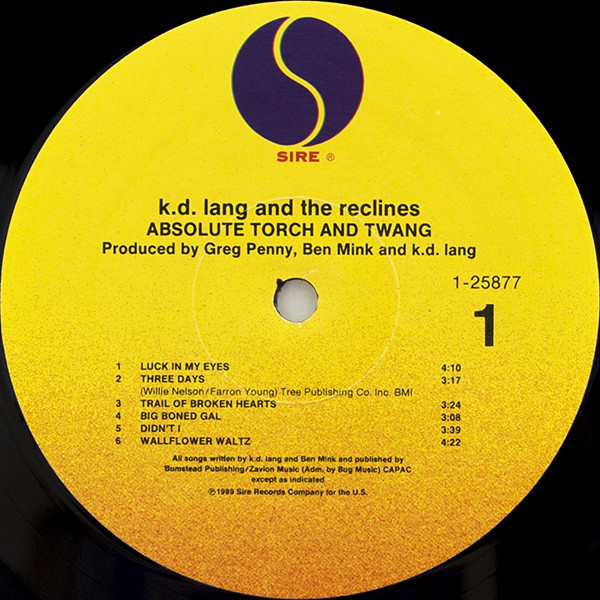 SIRE ®
k.d. lang and the reclines
ABSOLUTE TORCH AND TWANG
Produced by Greg Penny, Ben Mink and k.d. lang
1-25877
1
1 LUCK IN MY EYES 4:10
2 THREE DAYS 3:17
(Willie Nelson/Farron Young) Tree Publishing Co. Inc. BMI
3 TRAIL OF BROKEN HEARTS 3:24
4 BIG BONED GAL 3:08
5 DIDN'T I 3:39
6 WALLFLOWER WALTZ 4:22
All songs written by k.d. lang and Ben Mink and published by
Bumstead Publishing/Zavion Music (Adm. by Bug Music) CAPAC
except as indicated
℗1989 Sire Records Company for the U.S.